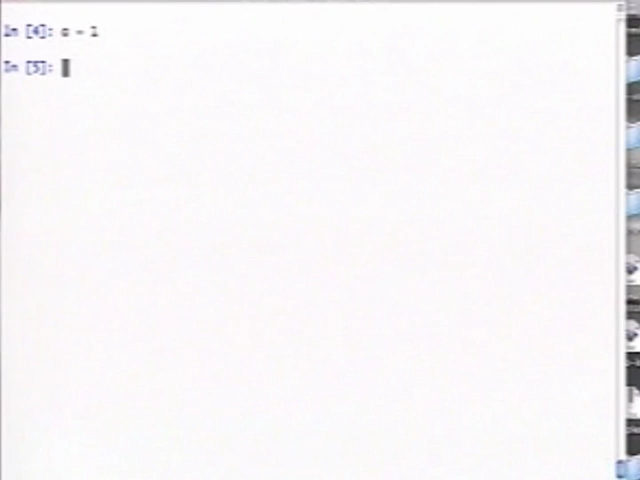 In [4]: a = 1
In [5]: